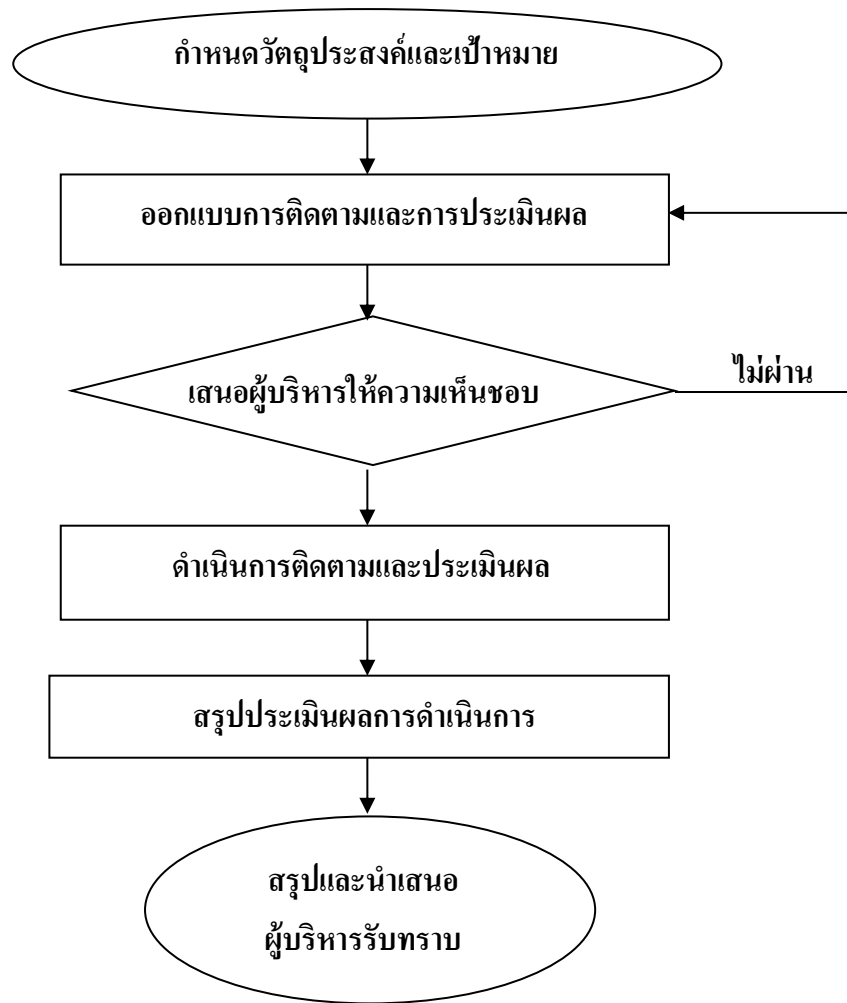 กำหนดวัตถุประสงค์และเป้าหมาย
ออกแบบการติดตามและการประเมินผล
เสนอผู้บริหารให้ความเห็นชอบ
ไม่ผ่าน
ดำเนินการติดตามและประเมินผล
สรุปประเมินผลการดำเนินการ
สรุปและนำเสนอ
ผู้บริหารรับทราบ